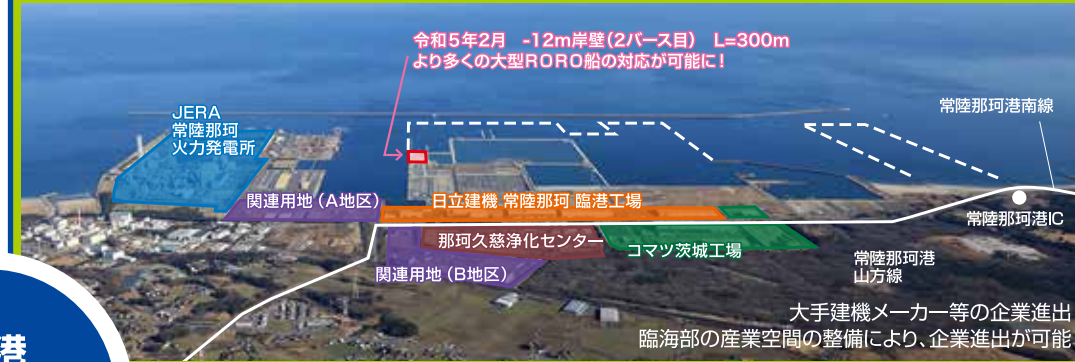 令和5年2月 -12m岸壁(2バース目) L=300m
より多くの大型RORO船の対応が可能に!
JERA
常陸那珂
火力発電所
常陸那珂港南線
関連用地(A地区)
日立建機 常陸那珂 臨港工場
常陸那珂港IC
那珂久慈浄化センター
コマツ茨城工場
関連用地(B地区)
常陸那珂港
山方線
大手建機メーカー等の企業進出
臨海部の産業空間の整備により、企業進出が可能
港